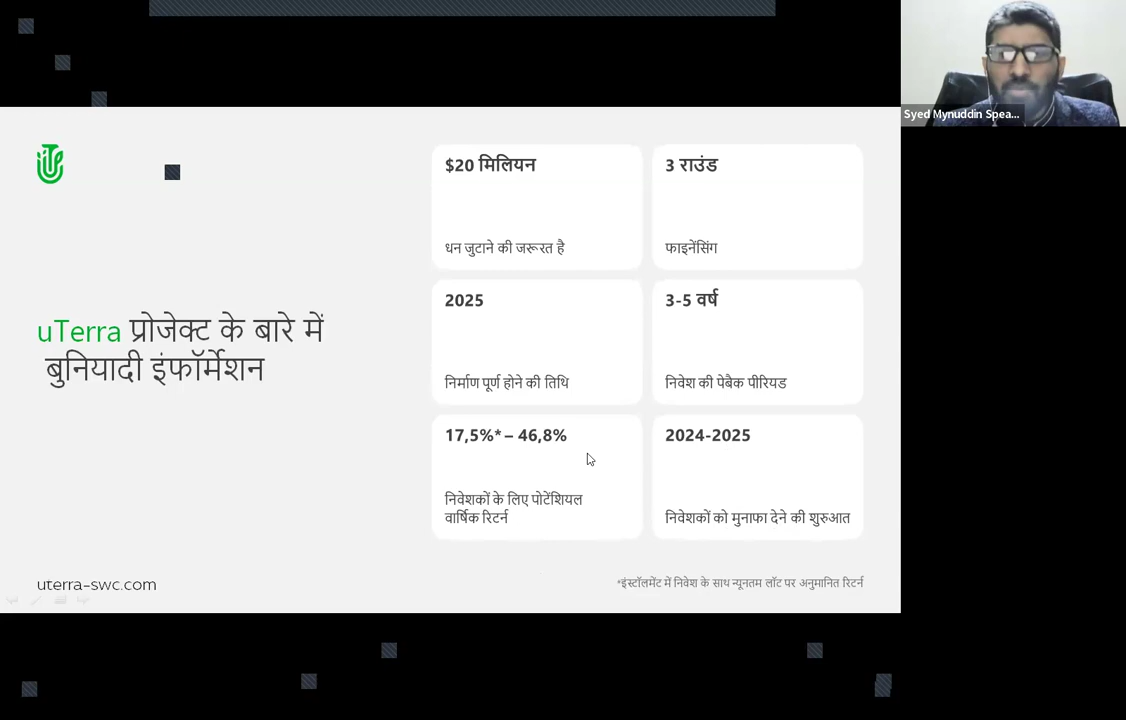 Syed Mynuddin Spea...
$20 मिलियन
धन जुटाने की जरूरत है
3 राउंड
फाइनेंसिंग
uTerra प्रोजेक्ट के बारे में
बुनियादी इंफॉर्मेशन
2025
निर्माण पूर्ण होने की तिथि
3-5 वर्ष
निवेश की पेबैक पीरियड
17,5%* – 46,8%
निवेशकों के लिए पोटेंशियल
वार्षिक रिटर्न
2024-2025
निवेशकों को मुनाफा देने की शुरुआत
uterra-swc.com
*इंस्टॉलमेंट में निवेश के साथ न्यूनतम लॉट पर अनुमानित रिटर्न